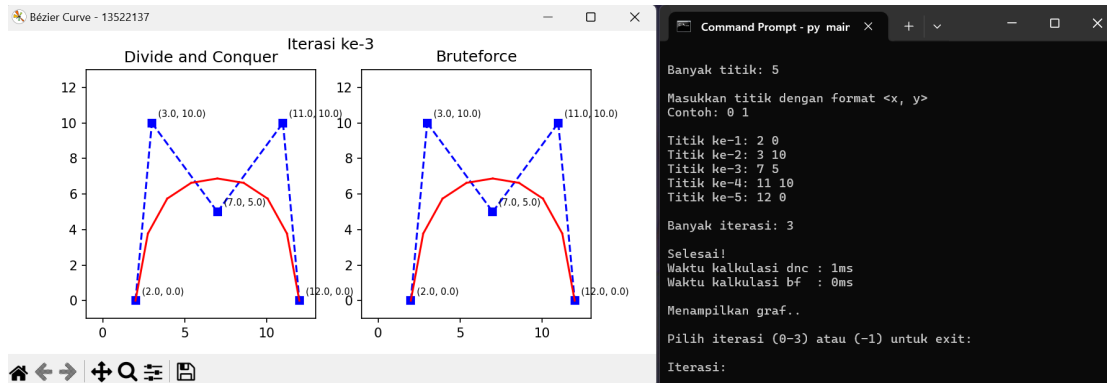 Bézier Curve - 13522137
Iterasi ke-3
Divide and Conquer
12
10
8
6
4
2
0
0 5 10
(3.0, 10.0)
(11.0, 10.0)
(7.0, 5.0)
(2.0, 0.0)
(12.0, 0.0)
Bruteforce
12
10
8
6
4
2
0
0 5 10
(3.0, 10.0)
(11.0, 10.0)
(7.0, 5.0)
(2.0, 0.0)
(12.0, 0.0)
Command Prompt - py main
Banyak titik: 5
Masukkan titik dengan format <x, y>
Contoh: 0 1
Titik ke-1: 2 0
Titik ke-2: 3 10
Titik ke-3: 7 5
Titik ke-4: 11 10
Titik ke-5: 12 0
Banyak iterasi: 3
Selesai!
Waktu kalkulasi dnc : 1ms
Waktu kalkulasi bf  : 0ms
Menampilkan graf..
Pilih iterasi (0-3) atau (-1) untuk exit:
Iterasi: